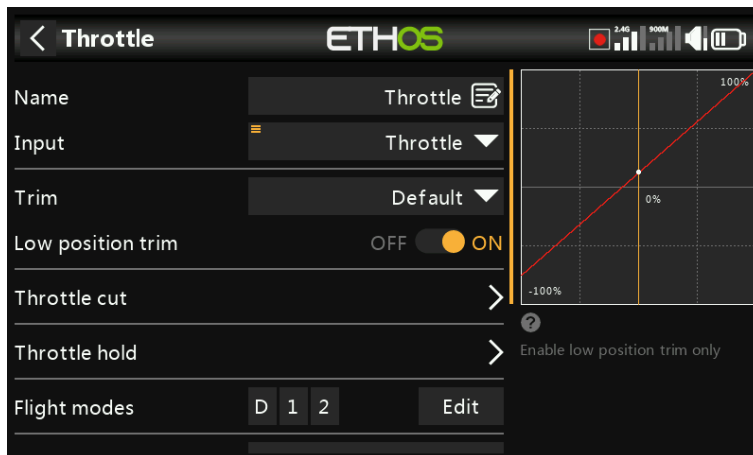 Throttle ETHOS 2.4G 900M
Name Throttle
Input Throttle
Trim Default
Low position trim OFF ON
Throttle cut
Throttle hold
Flight modes D 1 2 Edit
100%
0%
-100%
?
Enable low position trim only